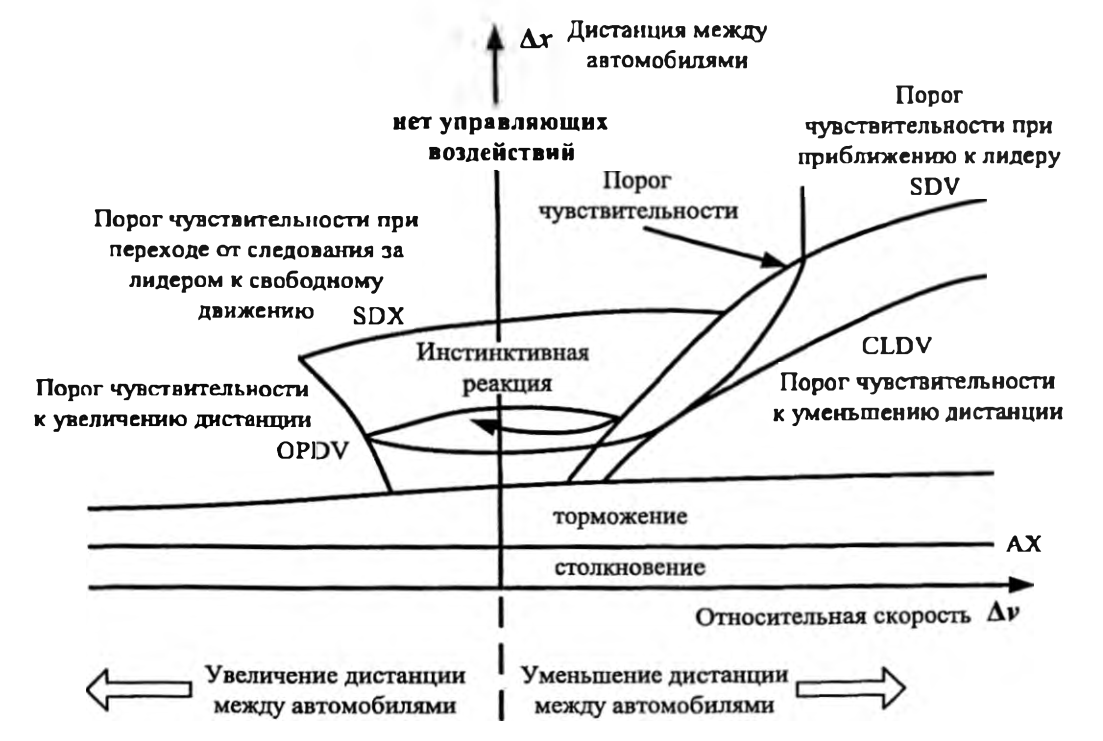 Δx Дистанция между
автомобилями
нет управляющих
воздействий
Порог
чувствительности при
приближению к лидеру
SDV
Порог
чувствительности
Порог чувствительности при
переходе от следования за
лидером к свободному
движению
SDX
Инстинктивная
реакция
CLDV
Порог чувствительности
к уменьшению дистанции
Порог чувствительности
к увеличению дистанции
OPDV
торможение
AX
столкновение
Относительная скорость Δv
Увеличение дистанции
между автомобилями
Уменьшение дистанции
между автомобилями